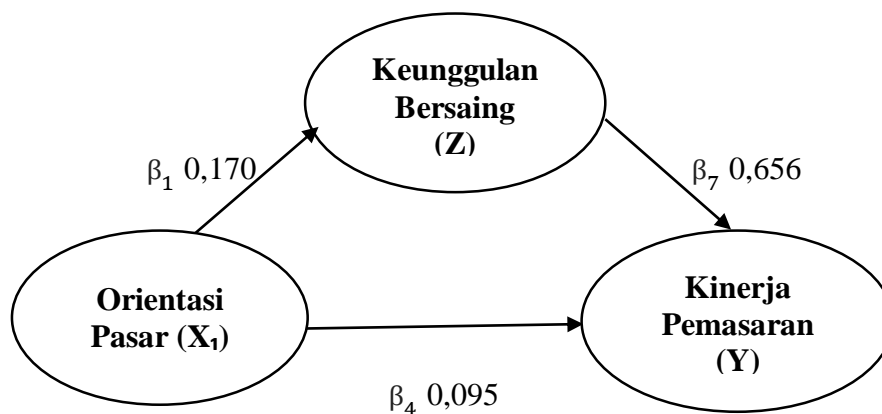 Keunggulan
Bersaing
(Z)
β₁ 0,170
β₇ 0,656
Orientasi
Pasar (X₁)
Kinerja
Pemasaran
(Y)
β₄ 0,095